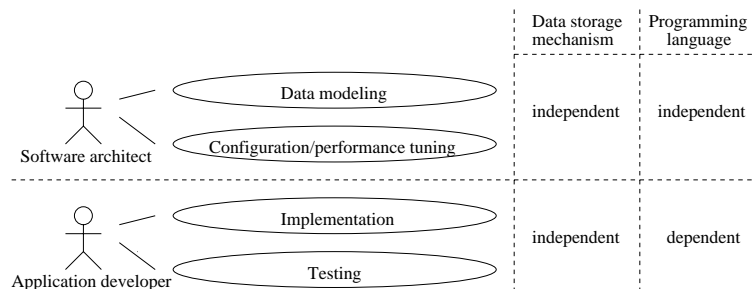 Data storage
mechanism
Programming
language
Data modeling
independent
independent
Configuration/performance tuning
Software architect
Implementation
independent
dependent
Testing
Application developer